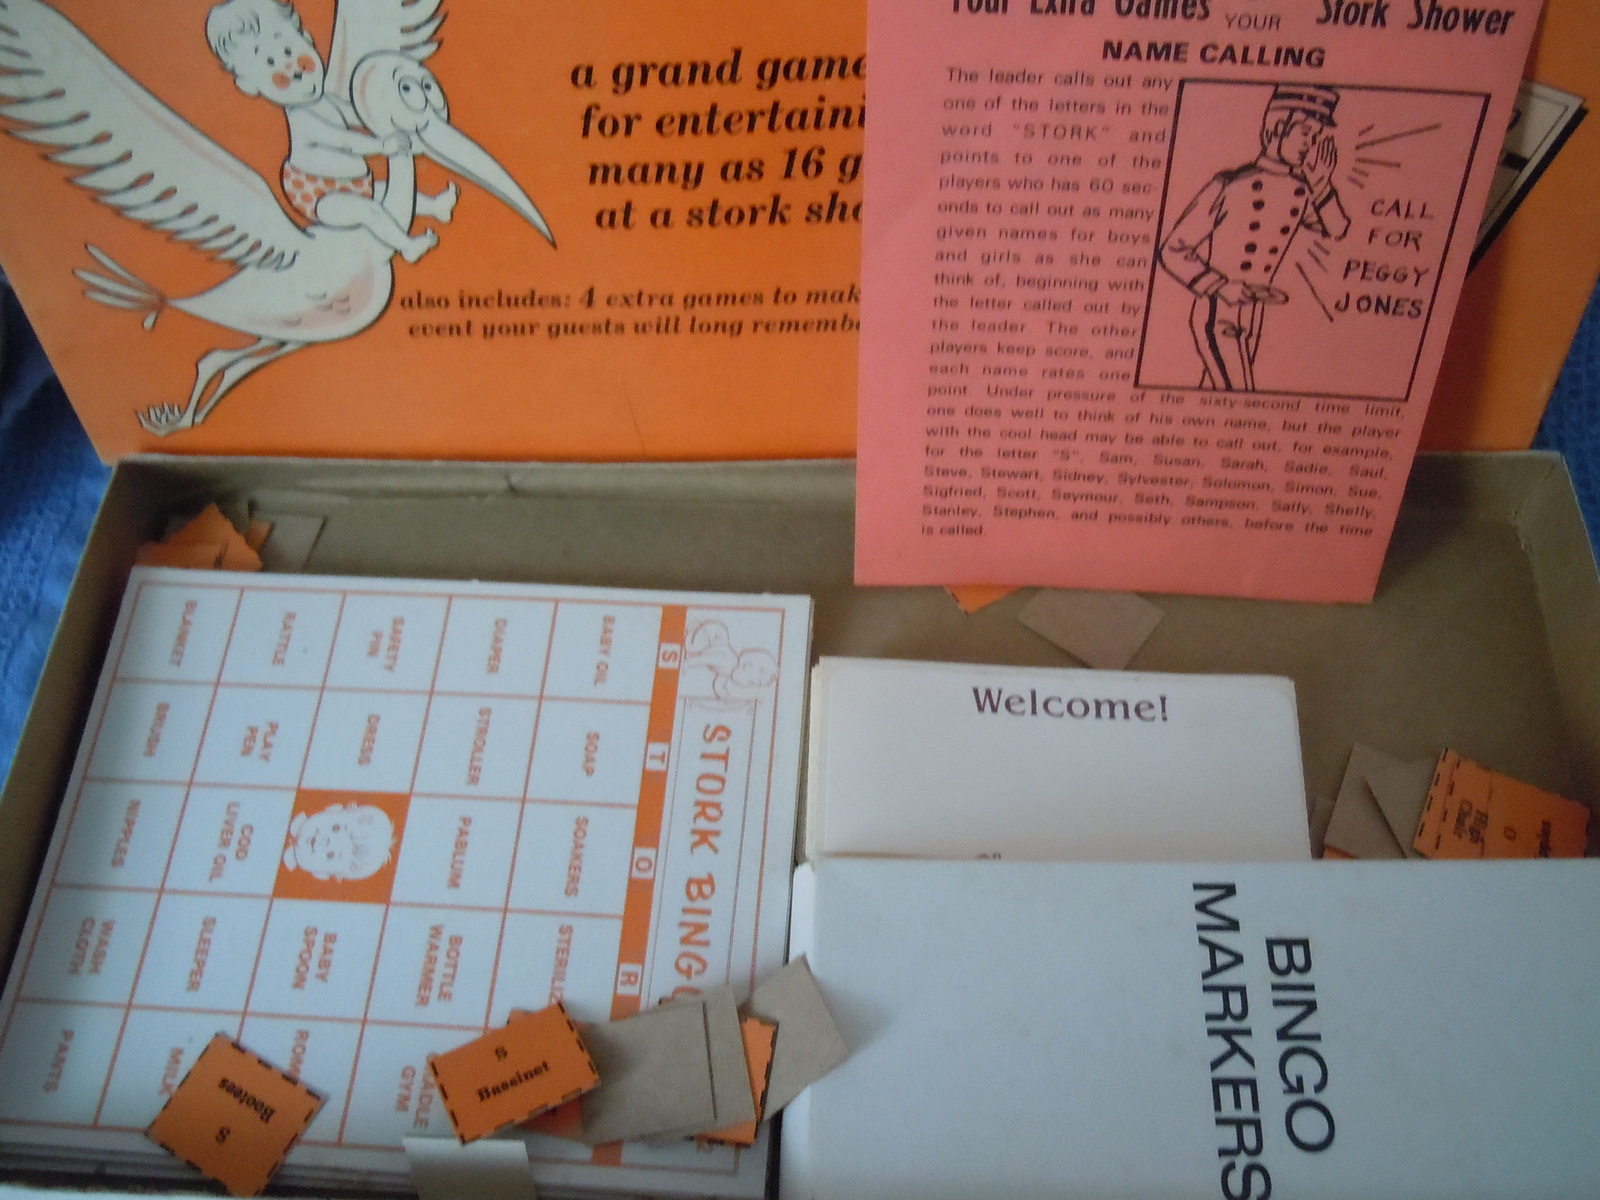 a grand game
for entertaini
many as 16 g
at a stork sho
also includes: 4 extra games to mak
event your guests will long remembe
Your Extra Games YOUR Stork Shower
NAME CALLING
The leader calls out any
one of the letters in the
word "STORK" and
points to one of the
players who has 60 sec-
onds to call out as many
given names for boys
and girls as she can
think of, beginning with
the letter called out by
the leader. The other
players keep score, and
each name rates one
point. Under pressure of the sixty-second time limit,
one does well to think of his own name, but the player
with the cool head may be able to call out, for example,
for the letter "S", Sam, Susan, Sarah, Sadie, Saul,
Steve, Stewart, Sidney, Sylvester, Solomon, Simon, Sue,
Sigfried, Scott, Seymour, Seth, Sampson, Sally, Shelly,
Stanley, Stephen, and possibly others, before the time
is called.
CALL
FOR
PEGGY
JONES
STORK BINGO
S T O R
BABY OIL
SOAP
SOAKERS
STERILIZ
DIAPER
STROLLER
PABLUM
BOTTLE
WARMER
CRADLE
GYM
SAFETY
PIN
DRESS
BABY
SPOON
ROM
RATTLE
PLAY
PEN
COD
LIVER OIL
SLEEPER
MILK
BLANKET
BRUSH
NIPPLES
WASH
CLOTH
PANTS
Welcome!
BINGO
MARKERS
O
High
Chair
S
Bassinet
S
Bootees